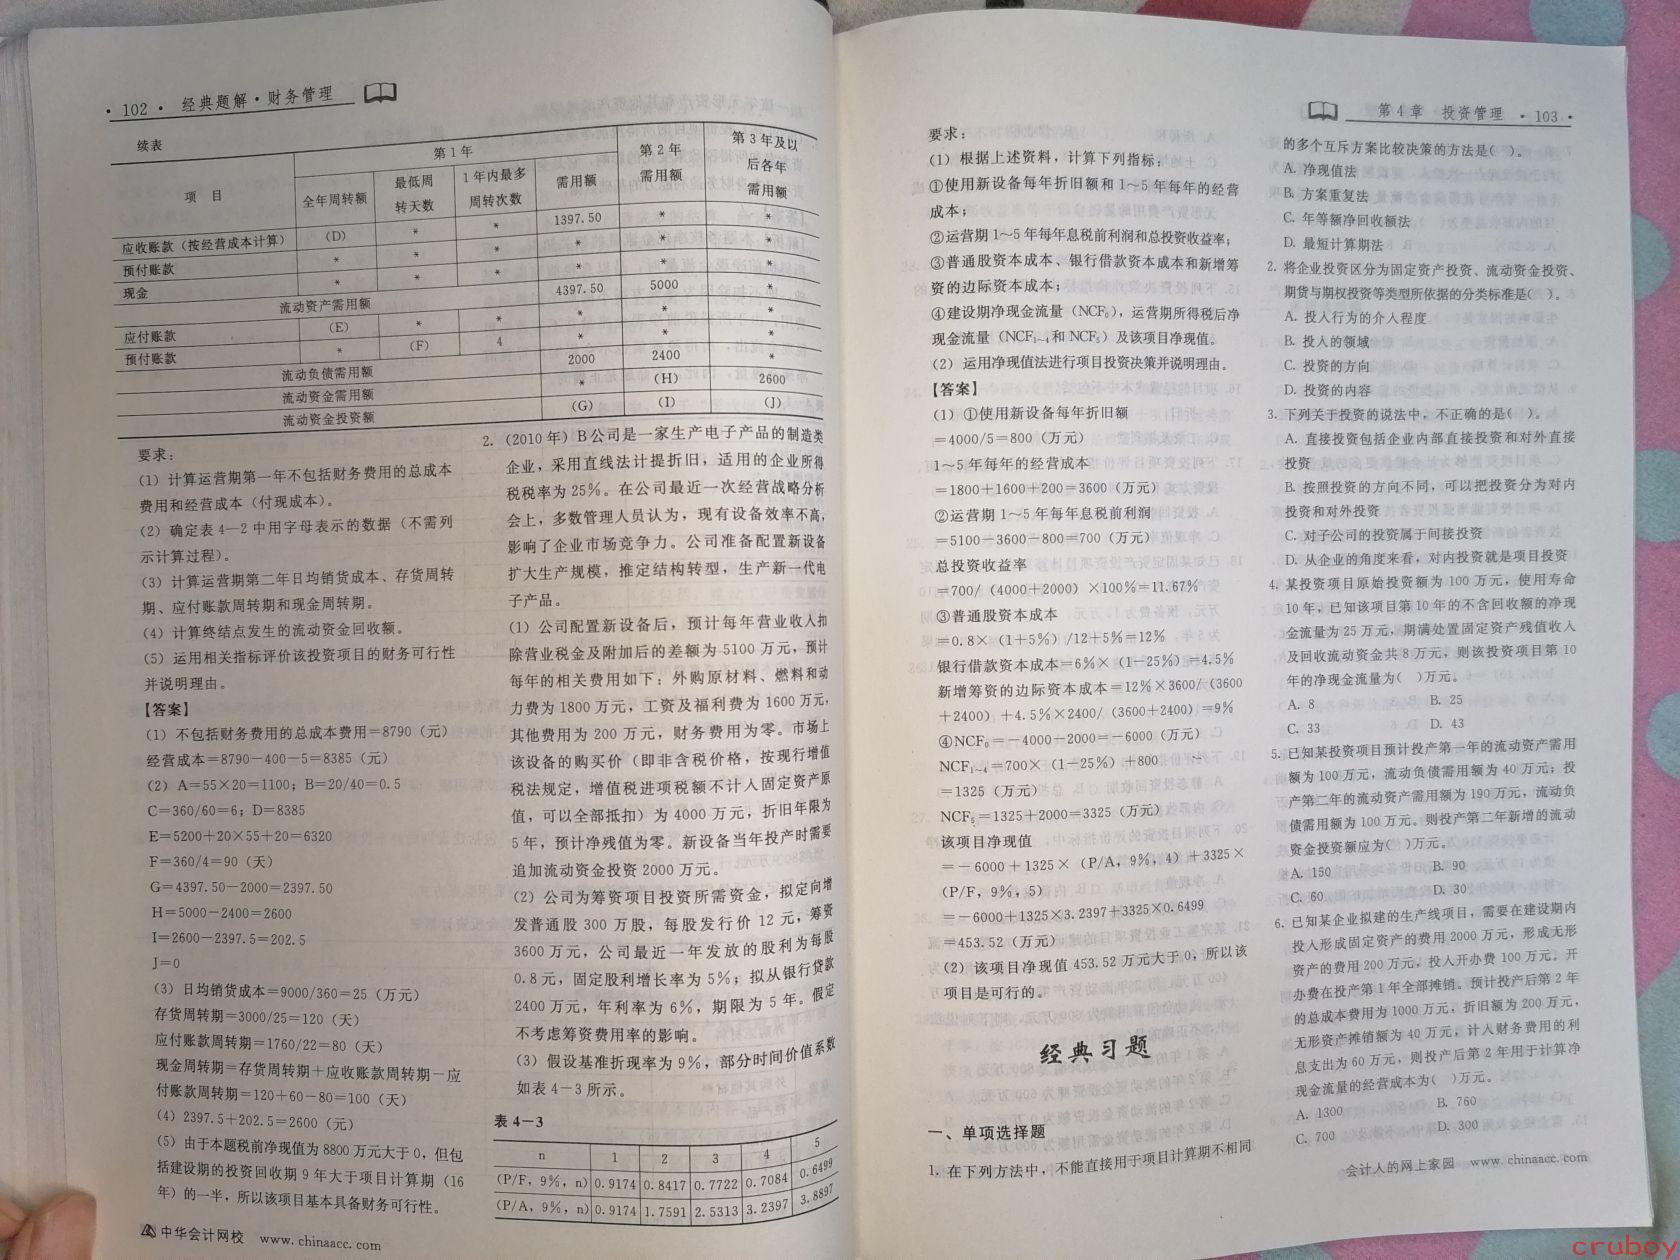 · 102 · 经典题解·财务管理
续表
项 目 第1年 第2年 第3年及以
需用额 后各年
需用额
全年周转额 最低周 1年内最多 需用额
转天数 周转次数
应收账款（按经营成本计算） (D) * * 1397.50 * *
预付账款 * * * * * *
现金 * * * * * *
流动资产需用额 4397.50 5000 *
应付账款 (E) * * * * *
预付账款 * (F) 4 * * *
流动负债需用额 2000 2400 *
流动资金需用额 * (H) 2600
流动资金投资额 (G) (I) (J)
要求：
（1）计算运营期第一年不包括财务费用的总成本
费用和经营成本（付现成本）。
（2）确定表4－2中用字母表示的数据（不需列
示计算过程）。
（3）计算运营期第二年日均销货成本、存货周转
期、应付账款周转期和现金周转期。
（4）计算终结点发生的流动资金回收额。
（5）运用相关指标评价该投资项目的财务可行性
并说明理由。
【答案】
（1）不包括财务费用的总成本费用＝8790（元）
经营成本＝8790－400－5＝8385（元）
（2）A＝55×20＝1100；B＝20/40＝0.5
C＝360/60＝6；D＝8385
E＝5200＋20×55＋20＝6320
F＝360/4＝90（天）
G＝4397.50－2000＝2397.50
H＝5000－2400＝2600
I＝2600－2397.5＝202.5
J＝0
（3）日均销货成本＝9000/360＝25（万元）
存货周转期＝3000/25＝120（天）
应付账款周转期＝1760/22＝80（天）
现金周转期＝存货周转期＋应收账款周转期－应
付账款周转期＝120＋60－80＝100（天）
（4）2397.5＋202.5＝2600（元）
（5）由于本题税前净现值为8800万元大于0，但包
括建设期的投资回收期9年大于项目计算期（16
年）的一半，所以该项目基本具备财务可行性。
中华会计网校 www.chinaacc.com
2.（2010年）B公司是一家生产电子产品的制造类
企业，采用直线法计提折旧，适用的企业所得
税税率为25%。在公司最近一次经营战略分析
会上，多数管理人员认为，现有设备效率不高，
影响了企业市场竞争力。公司准备配置新设备
扩大生产规模，推定结构转型，生产新一代电
子产品。
（1）公司配置新设备后，预计每年营业收入扣
除营业税金及附加后的差额为5100万元，预计
每年的相关费用如下：外购原材料、燃料和动
力费为1800万元，工资及福利费为1600万元，
其他费用为200万元，财务费用为零。市场上
该设备的购买价（即非含税价格，按现行增值
税法规定，增值税进项税额不计入固定资产原
值，可以全部抵扣）为4000万元，折旧年限为
5年，预计净残值为零。新设备当年投产时需要
追加流动资金投资2000万元。
（2）公司为筹资项目投资所需资金，拟定向增
发普通股300万股，每股发行价12元，筹资
3600万元，公司最近一年发放的股利为每股
0.8元，固定股利增长率为5%；拟从银行贷款
2400万元，年利率为6%，期限为5年。假定
不考虑筹资费用率的影响。
（3）假设基准折现率为9%，部分时间价值系数
如表4－3所示。
表4－3
n 1 2 3 4 5
(P/F，9%，n) 0.9174 0.8417 0.7722 0.7084 0.6499
(P/A，9%，n) 0.9174 1.7591 2.5313 3.2397 3.8897
第4章 投资管理 · 103 ·
要求：
（1）根据上述资料，计算下列指标：
①使用新设备每年折旧额和1～5年每年的经营
成本；
②运营期1～5年每年息税前利润和总投资收益率；
③普通股资本成本、银行借款资本成本和新增筹
资的边际资本成本；
④建设期净现金流量（NCF₀），运营期所得税后净
现金流量（NCF₁₋₄和NCF₅）及该项目净现值。
（2）运用净现值法进行项目投资决策并说明理由。
【答案】
（1）①使用新设备每年折旧额
＝4000/5＝800（万元）
1～5年每年的经营成本
＝1800＋1600＋200＝3600（万元）
②运营期1～5年每年息税前利润
＝5100－3600－800＝700（万元）
总投资收益率
＝700/（4000＋2000）×100%＝11.67%
③普通股资本成本
＝0.8×（1＋5%）/12＋5%＝12%
银行借款资本成本＝6%×（1－25%）＝4.5%
新增筹资的边际资本成本＝12%×3600/（3600
＋2400）＋4.5%×2400/（3600＋2400）＝9%
④NCF₀＝－4000－2000＝－6000（万元）
NCF₁₋₄＝700×（1－25%）＋800
＝1325（万元）
NCF₅＝1325＋2000＝3325（万元）
该项目净现值
＝－6000＋1325×（P/A，9%，4）＋3325×
（P/F，9%，5）
＝－6000＋1325×3.2397＋3325×0.6499
＝453.52（万元）
（2）该项目净现值453.52万元大于0，所以该
项目是可行的。
经典习题
一、单项选择题
1. 在下列方法中，不能直接用于项目计算期不相同
的多个互斥方案比较决策的方法是( )。
A. 净现值法
B. 方案重复法
C. 年等额净回收额法
D. 最短计算期法
2. 将企业投资区分为固定资产投资、流动资金投资、
期货与期权投资等类型所依据的分类标准是( )。
A. 投入行为的介入程度
B. 投入的领域
C. 投资的方向
D. 投资的内容
3. 下列关于投资的说法中，不正确的是( )。
A. 直接投资包括企业内部直接投资和对外直接
投资
B. 按照投资的方向不同，可以把投资分为对内
投资和对外投资
C. 对子公司的投资属于间接投资
D. 从企业的角度来看，对内投资就是项目投资
4. 某投资项目原始投资额为100万元，使用寿命
10年，已知该项目第10年的不含回收额的净现
金流量为25万元，期满处置固定资产残值收入
及回收流动资金共8万元，则该投资项目第10
年的净现金流量为( )万元。
A. 8 B. 25
C. 33 D. 43
5. 已知某投资项目预计投产第一年的流动资产需用
额为100万元，流动负债需用额为40万元；投
产第二年的流动资产需用额为190万元，流动负
债需用额为100万元。则投产第二年新增的流动
资金投资额应为( )万元。
A. 150 B. 90
C. 60 D. 30
6. 已知某企业拟建的生产线项目，需要在建设期内
投入形成固定资产的费用2000万元，形成无形
资产的费用200万元，投入开办费100万元。开
办费在投产第1年全部摊销。预计投产后第2年
的总成本费用为1000万元，折旧额为200万元，
无形资产摊销额为40万元，计入财务费用的利
息支出为60万元，则投产后第2年用于计算净
现金流量的经营成本为( )万元。
A. 1300 B. 760
C. 700 D. 300
会计人的网上家园 www.chinaacc.com
cruboy